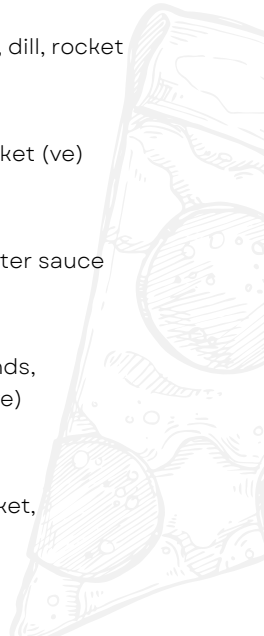 , dill, rocket
ket (ve)
ter sauce
nds,
e)
ket,